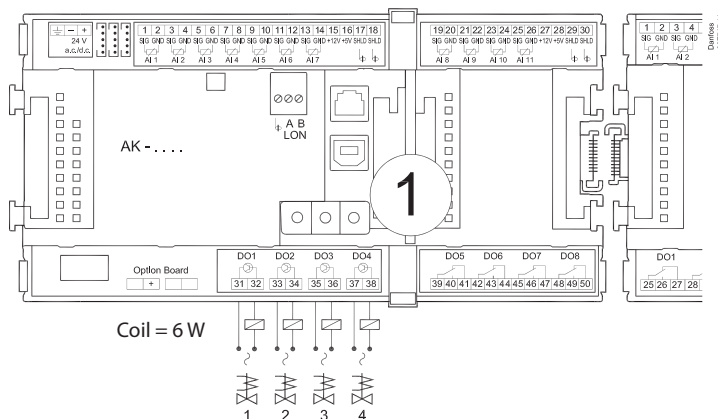 ⏚ − +
24 V
a.c./d.c.
1 2 3 4 5 6 7 8 9 10 11 12 13 14 15 16 17 18
SIG GND SIG GND SIG GND SIG GND SIG GND SIG GND SIG GND +12V +5V SHLD SHLD
AI 1 AI 2 AI 3 AI 4 AI 5 AI 6 AI 7
19 20 21 22 23 24 25 26 27 28 29 30
SIG GND SIG GND SIG GND SIG GND +12V +5V SHLD SHLD
AI 8 AI 9 AI 10 AI 11
1 2 3 4
SIG GND SIG GND
AI 1 AI 2
Danfoss
A B
LON
AK - . . . .
1
Option Board
+
DO1 DO2 DO3 DO4
31 32 33 34 35 36 37 38
DO5 DO6 DO7 DO8
39 40 41 42 43 44 45 46 47 48 49 50
DO1
25 26 27 28
Coil = 6 W
1 2 3 4